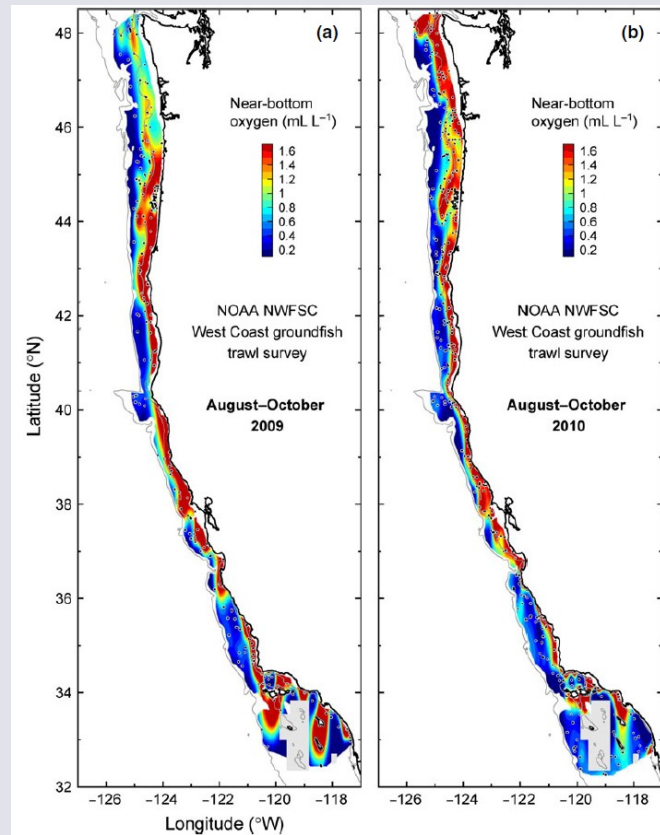 (a)
Near-bottom
oxygen (mL L⁻¹)
1.6
1.4
1.2
1
0.8
0.6
0.4
0.2
NOAA NWFSC
West Coast groundfish
trawl survey
August–October
2009
(b)
Near-bottom
oxygen (mL L⁻¹)
1.6
1.4
1.2
1
0.8
0.6
0.4
0.2
NOAA NWFSC
West Coast groundfish
trawl survey
August–October
2010
Latitude (°N)
48
46
44
42
40
38
36
34
32
−126 −124 −122 −120 −118
−126 −124 −122 −120 −118
Longitude (°W)